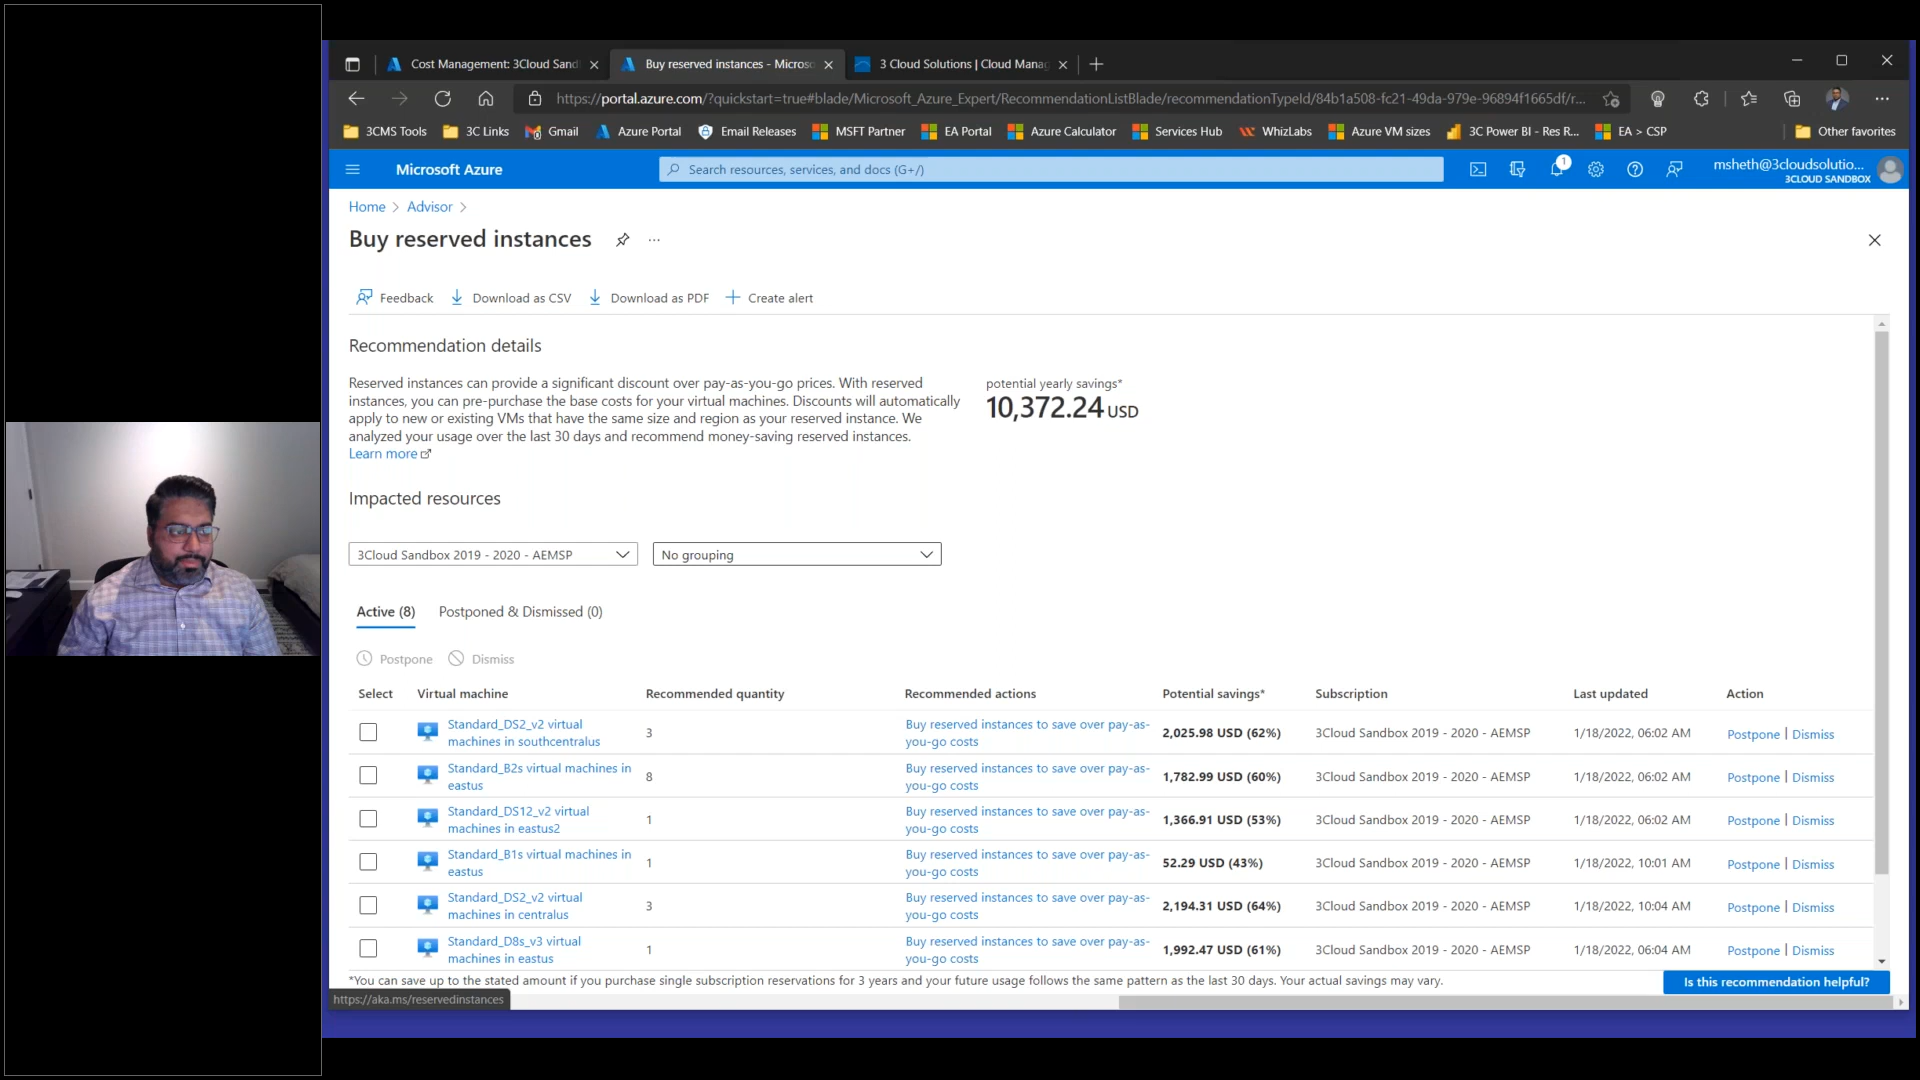 Cost Management: 3Cloud Sand
Buy reserved instances - Microso
3 Cloud Solutions | Cloud Manag
https://portal.azure.com/?quickstart=true#blade/Microsoft_Azure_Expert/RecommendationListBlade/recommendationTypeId/84b1a508-fc21-49da-979e-96894f1665df/r...
3CMS Tools
3C Links
Gmail
Azure Portal
Email Releases
MSFT Partner
EA Portal
Azure Calculator
Services Hub
WhizLabs
Azure VM sizes
3C Power BI - Res R...
EA > CSP
Other favorites
Microsoft Azure
Search resources, services, and docs (G+/)
1
msheth@3cloudsolutio...
3CLOUD SANDBOX
Home > Advisor >
Buy reserved instances
...
Feedback
Download as CSV
Download as PDF
Create alert
Recommendation details
Reserved instances can provide a significant discount over pay-as-you-go prices. With reserved
instances, you can pre-purchase the base costs for your virtual machines. Discounts will automatically
apply to new or existing VMs that have the same size and region as your reserved instance. We
analyzed your usage over the last 30 days and recommend money-saving reserved instances.
Learn more
potential yearly savings*
10,372.24 USD
Impacted resources
3Cloud Sandbox 2019 - 2020 - AEMSP
No grouping
Active (8)
Postponed & Dismissed (0)
Postpone
Dismiss
Select Virtual machine Recommended quantity Recommended actions Potential savings* Subscription Last updated Action
Standard_DS2_v2 virtual
machines in southcentralus
3
Buy reserved instances to save over pay-as-
you-go costs
2,025.98 USD (62%)
3Cloud Sandbox 2019 - 2020 - AEMSP
1/18/2022, 06:02 AM
Postpone | Dismiss
Standard_B2s virtual machines in
eastus
8
Buy reserved instances to save over pay-as-
you-go costs
1,782.99 USD (60%)
3Cloud Sandbox 2019 - 2020 - AEMSP
1/18/2022, 06:02 AM
Postpone | Dismiss
Standard_DS12_v2 virtual
machines in eastus2
1
Buy reserved instances to save over pay-as-
you-go costs
1,366.91 USD (53%)
3Cloud Sandbox 2019 - 2020 - AEMSP
1/18/2022, 06:02 AM
Postpone | Dismiss
Standard_B1s virtual machines in
eastus
1
Buy reserved instances to save over pay-as-
you-go costs
52.29 USD (43%)
3Cloud Sandbox 2019 - 2020 - AEMSP
1/18/2022, 10:01 AM
Postpone | Dismiss
Standard_DS2_v2 virtual
machines in centralus
3
Buy reserved instances to save over pay-as-
you-go costs
2,194.31 USD (64%)
3Cloud Sandbox 2019 - 2020 - AEMSP
1/18/2022, 10:04 AM
Postpone | Dismiss
Standard_D8s_v3 virtual
machines in eastus
1
Buy reserved instances to save over pay-as-
you-go costs
1,992.47 USD (61%)
3Cloud Sandbox 2019 - 2020 - AEMSP
1/18/2022, 06:04 AM
Postpone | Dismiss
*You can save up to the stated amount if you purchase single subscription reservations for 3 years and your future usage follows the same pattern as the last 30 days. Your actual savings may vary.
Is this recommendation helpful?
https://aka.ms/reservedinstances